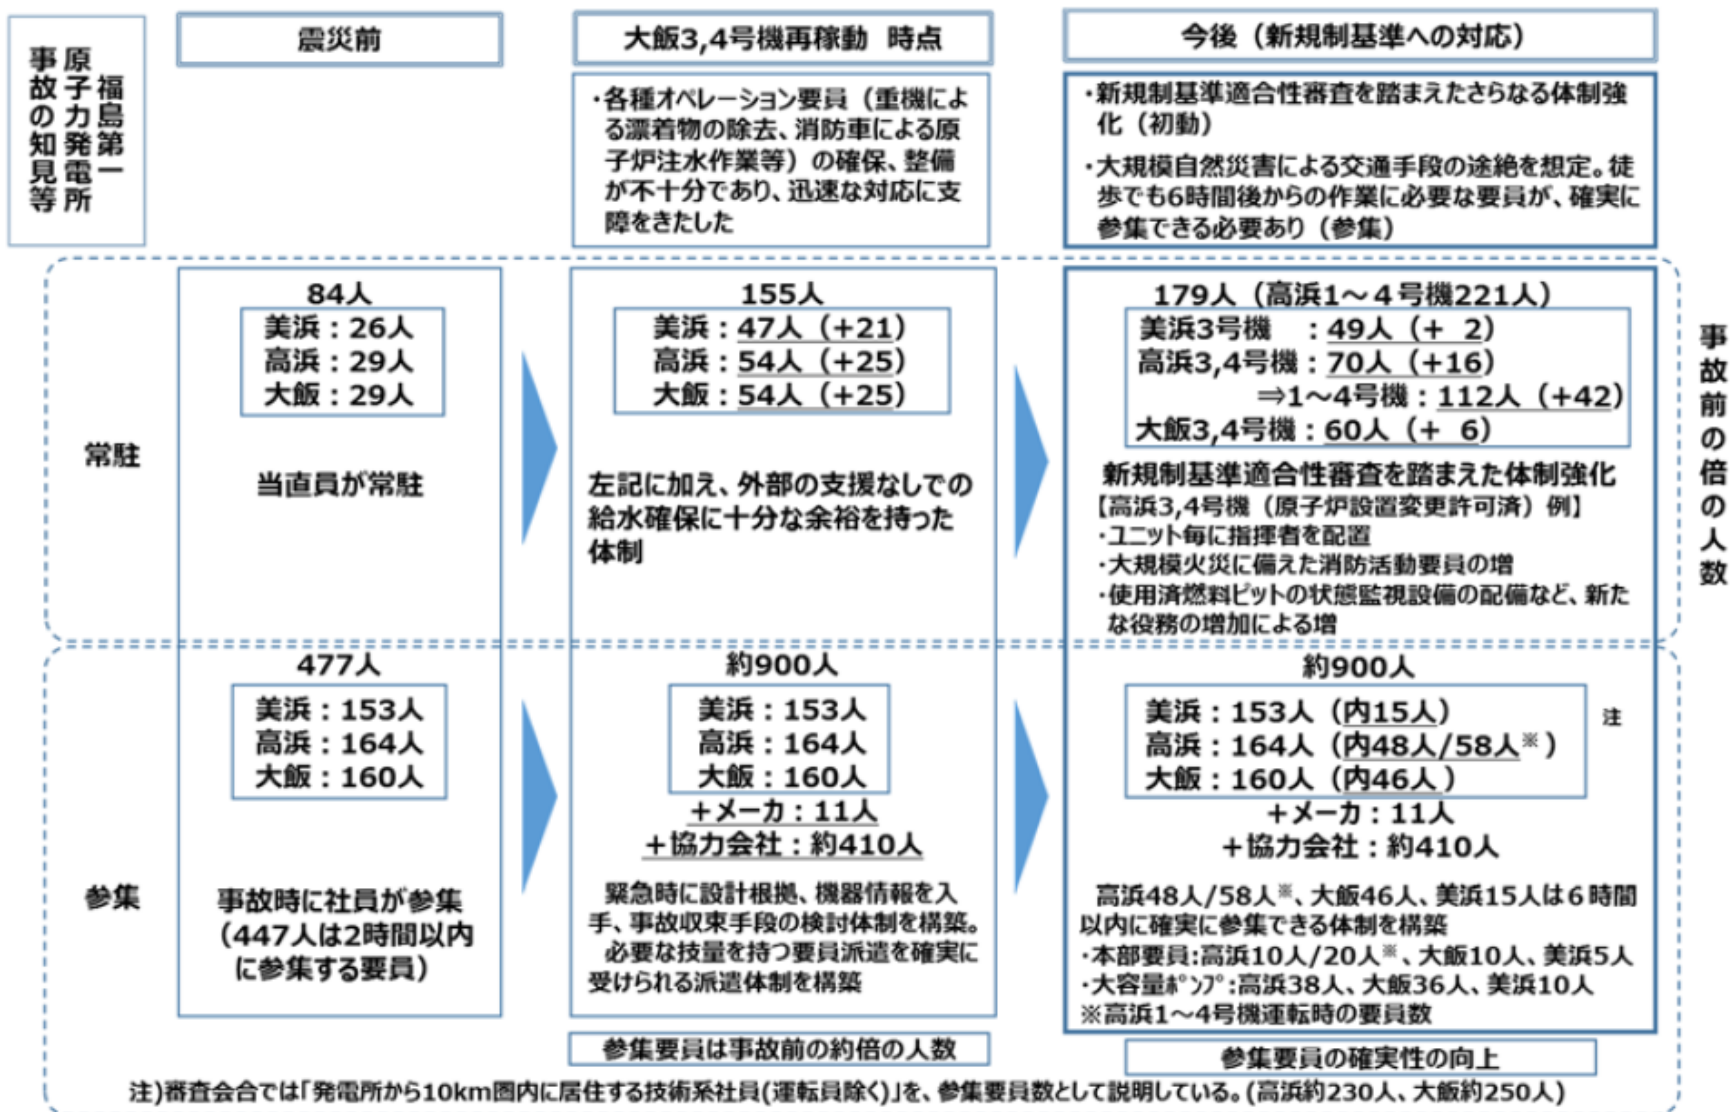 福島第一
原子力発電所
事故の知見等
震災前
大飯3,4号機再稼動 時点
今後（新規制基準への対応）
・各種オペレーション要員（重機によ
る漂着物の除去、消防車による原
子炉注水作業等）の確保、整備
が不十分であり、迅速な対応に支
障をきたした
・新規制基準適合性審査を踏まえたさらなる体制強
化（初動）
・大規模自然災害による交通手段の途絶を想定。徒
歩でも6時間後からの作業に必要な要員が、確実に
参集できる必要あり（参集）
常駐
84人
美浜：26人
高浜：29人
大飯：29人
当直員が常駐
155人
美浜：47人（+21）
高浜：54人（+25）
大飯：54人（+25）
左記に加え、外部の支援なしでの
給水確保に十分な余裕を持った
体制
179人（高浜1～４号機221人）
美浜3号機　：49人（+ 2）
高浜3,4号機：70人（+16）
⇒1～4号機：112人（+42）
大飯3,4号機：60人（+ 6）
新規制基準適合性審査を踏まえた体制強化
【高浜3,4号機（原子炉設置変更許可済）例】
・ユニット毎に指揮者を配置
・大規模火災に備えた消防活動要員の増
・使用済燃料ピットの状態監視設備の配備など、新た
な役務の増加による増
事故前の倍の人数
参集
477人
美浜：153人
高浜：164人
大飯：160人
事故時に社員が参集
（447人は2時間以内
に参集する要員）
約900人
美浜：153人
高浜：164人
大飯：160人
＋メーカ：11人
＋協力会社：約410人
緊急時に設計根拠、機器情報を入
手、事故収束手段の検討体制を構築。
必要な技量を持つ要員派遣を確実に
受けられる派遣体制を構築
参集要員は事故前の約倍の人数
約900人
美浜：153人（内15人）
高浜：164人（内48人/58人※）
大飯：160人（内46人）
注
＋メーカ：11人
＋協力会社：約410人
高浜48人/58人※、大飯46人、美浜15人は６時間
以内に確実に参集できる体制を構築
・本部要員:高浜10人/20人※、大飯10人、美浜5人
・大容量ﾎﾟﾝﾌﾟ:高浜38人、大飯36人、美浜10人
※高浜1～4号機運転時の要員数
参集要員の確実性の向上
注)審査会合では「発電所から10km圏内に居住する技術系社員(運転員除く)」を、参集要員数として説明している。(高浜約230人、大飯約250人)